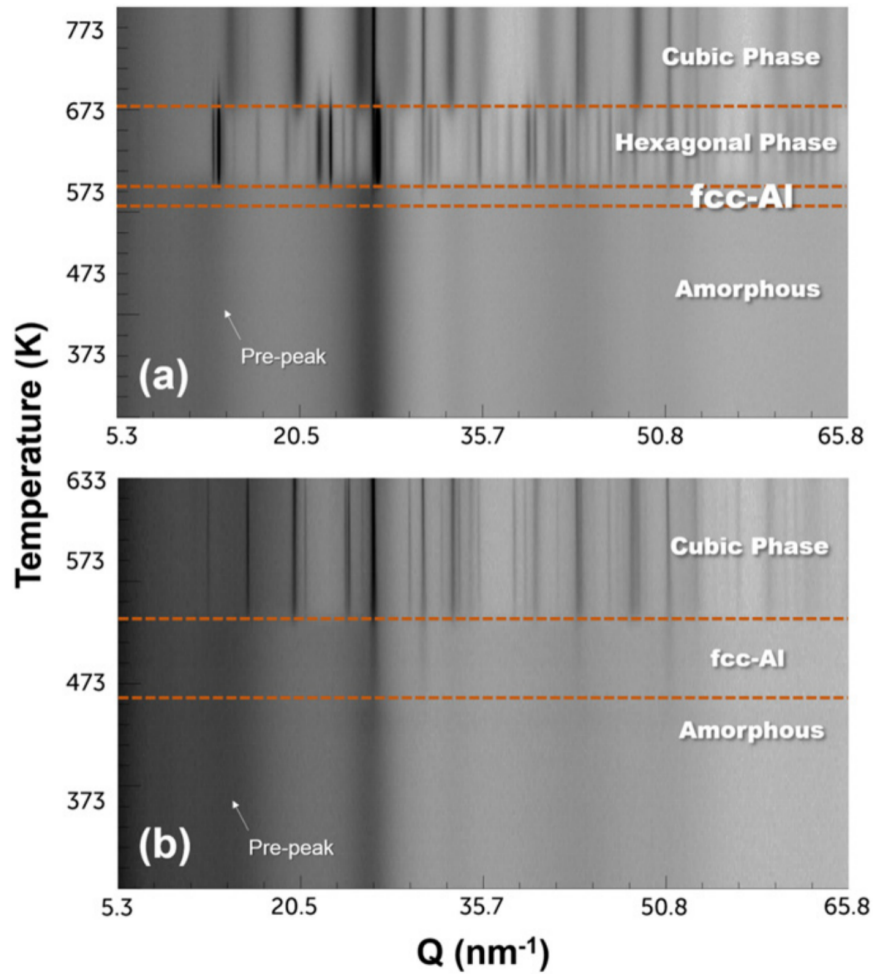 773
Cubic Phase
673
Hexagonal Phase
573
fcc-Al
473
Amorphous
373
Pre-peak
(a)
5.3 20.5 35.7 50.8 65.8
Temperature (K)
633
Cubic Phase
573
fcc-Al
473
Amorphous
373
Pre-peak
(b)
5.3 20.5 35.7 50.8 65.8
Q (nm⁻¹)